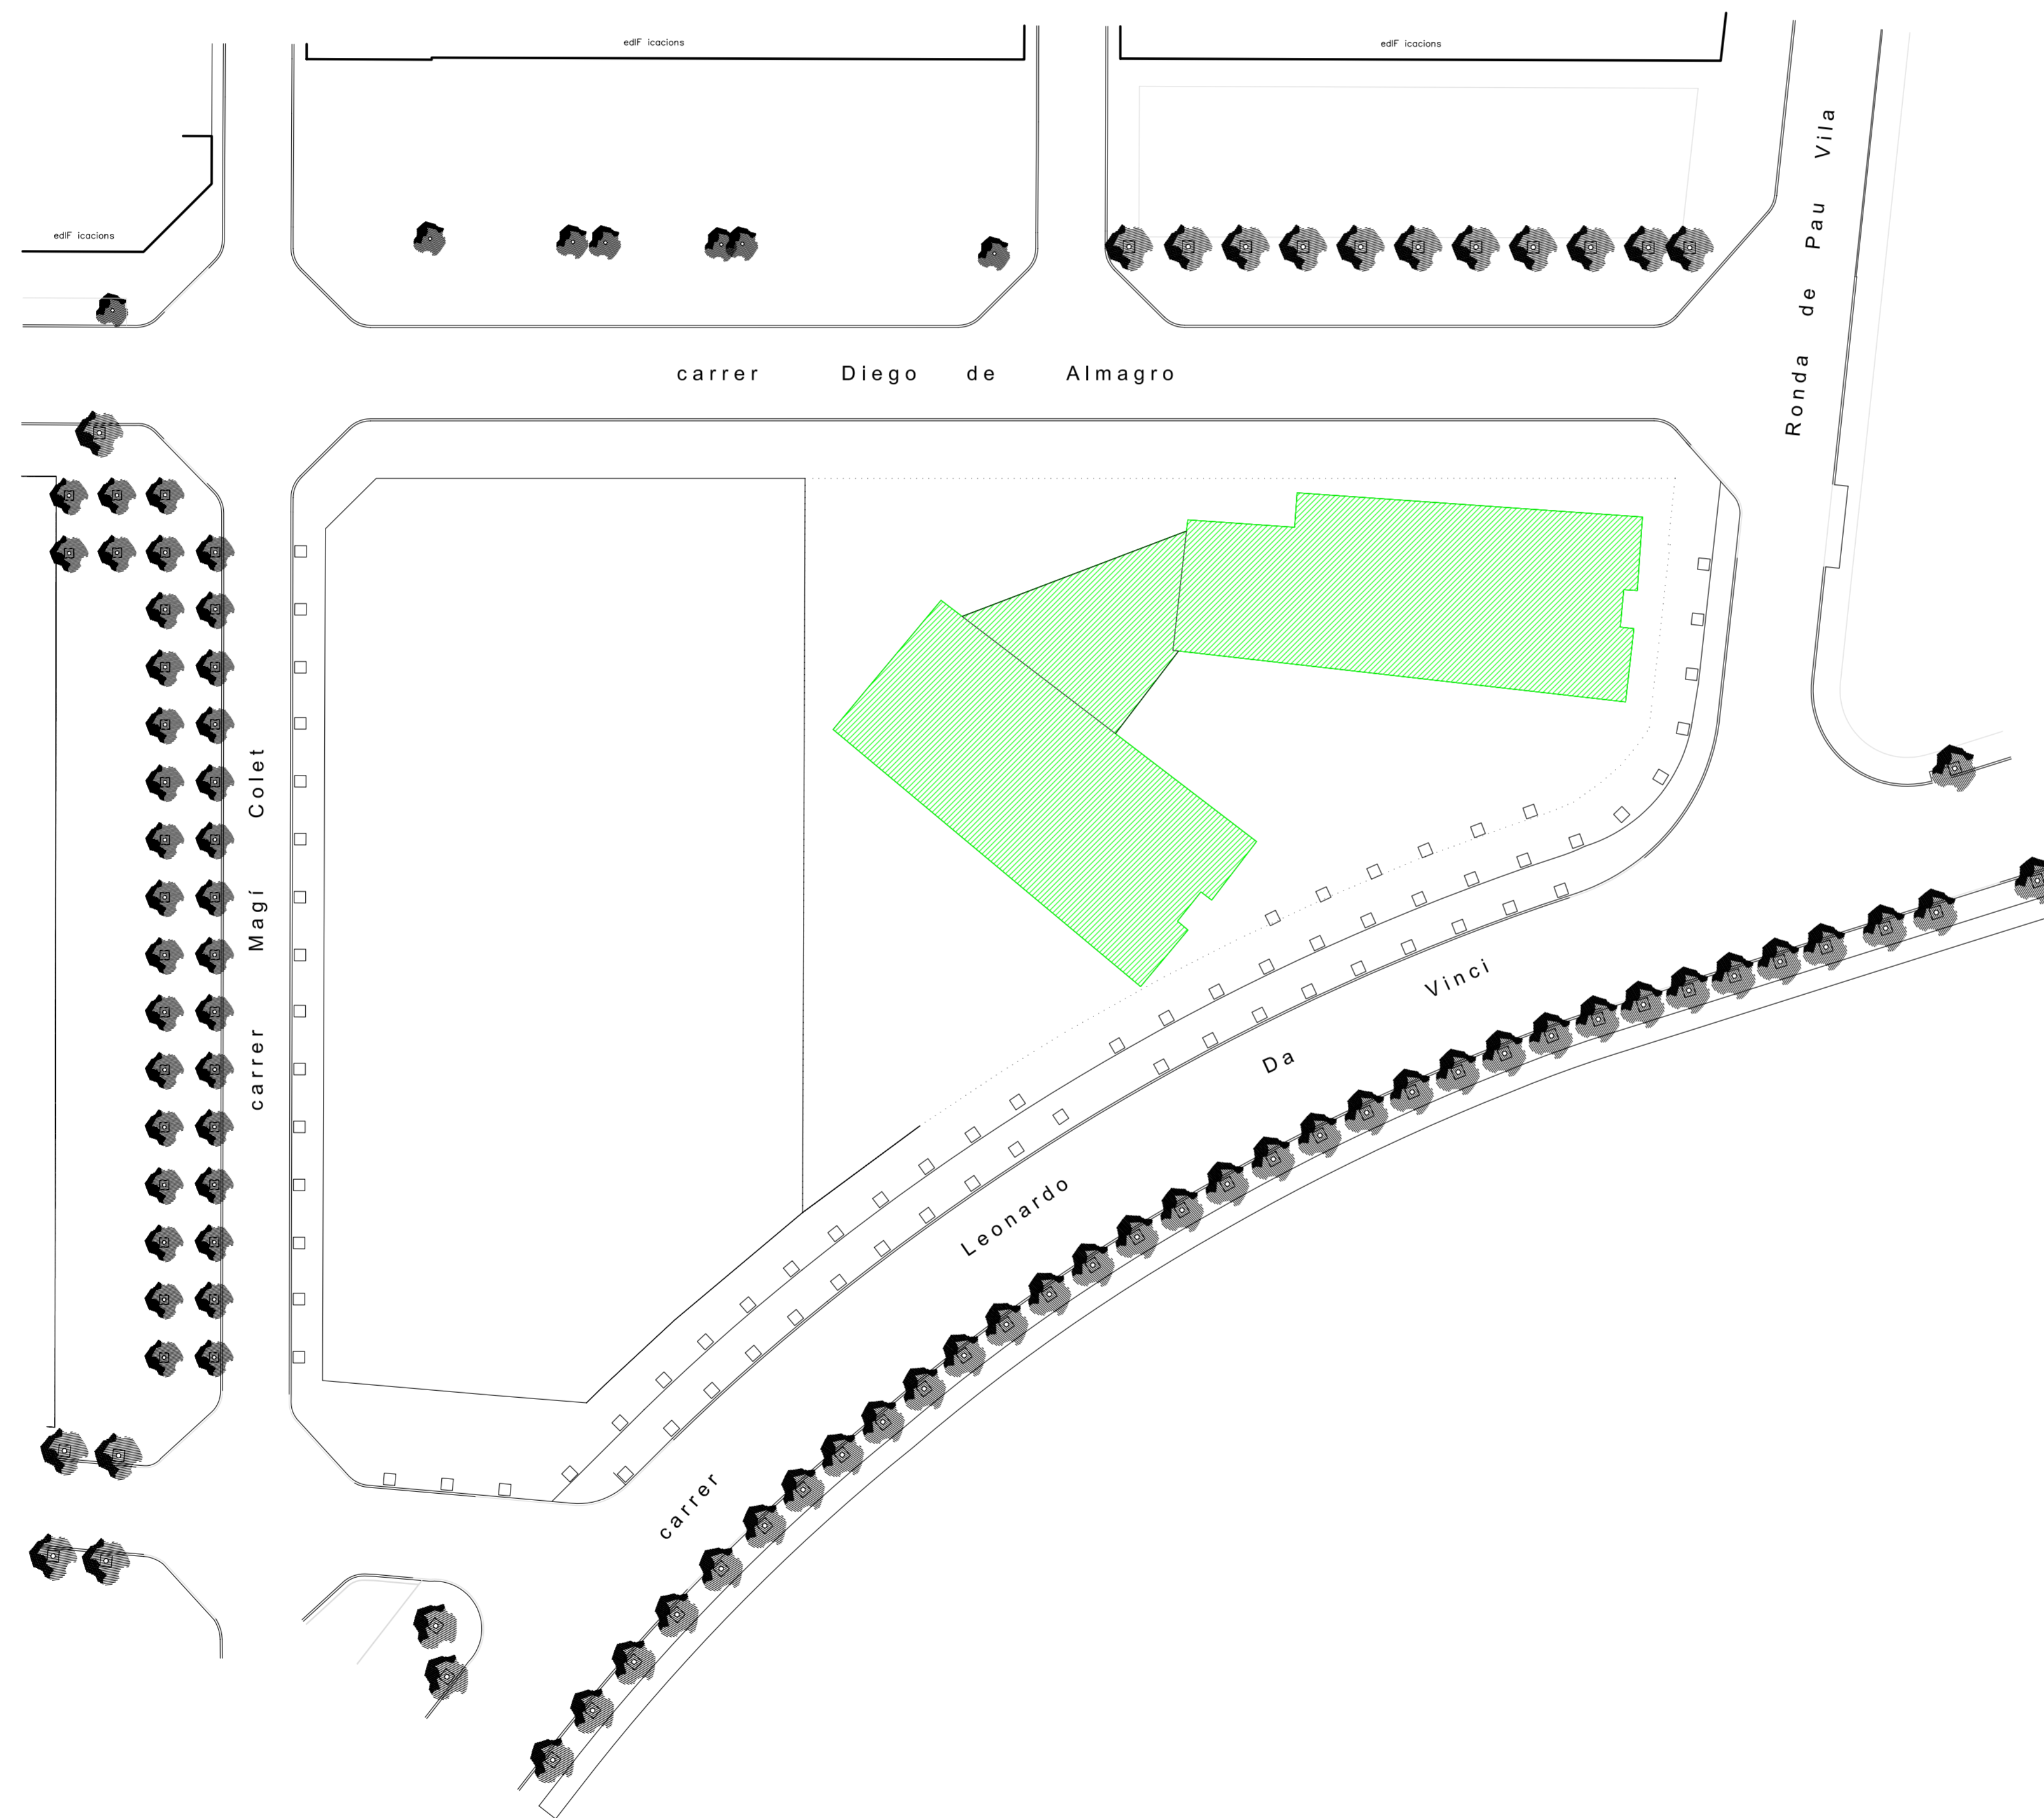 edIF icacions
edIF icacions
edIF icacions
carrer Diego de Almagro
Ronda de Pau Vila
carrer Magí Colet
carrer Leonardo Da Vinci